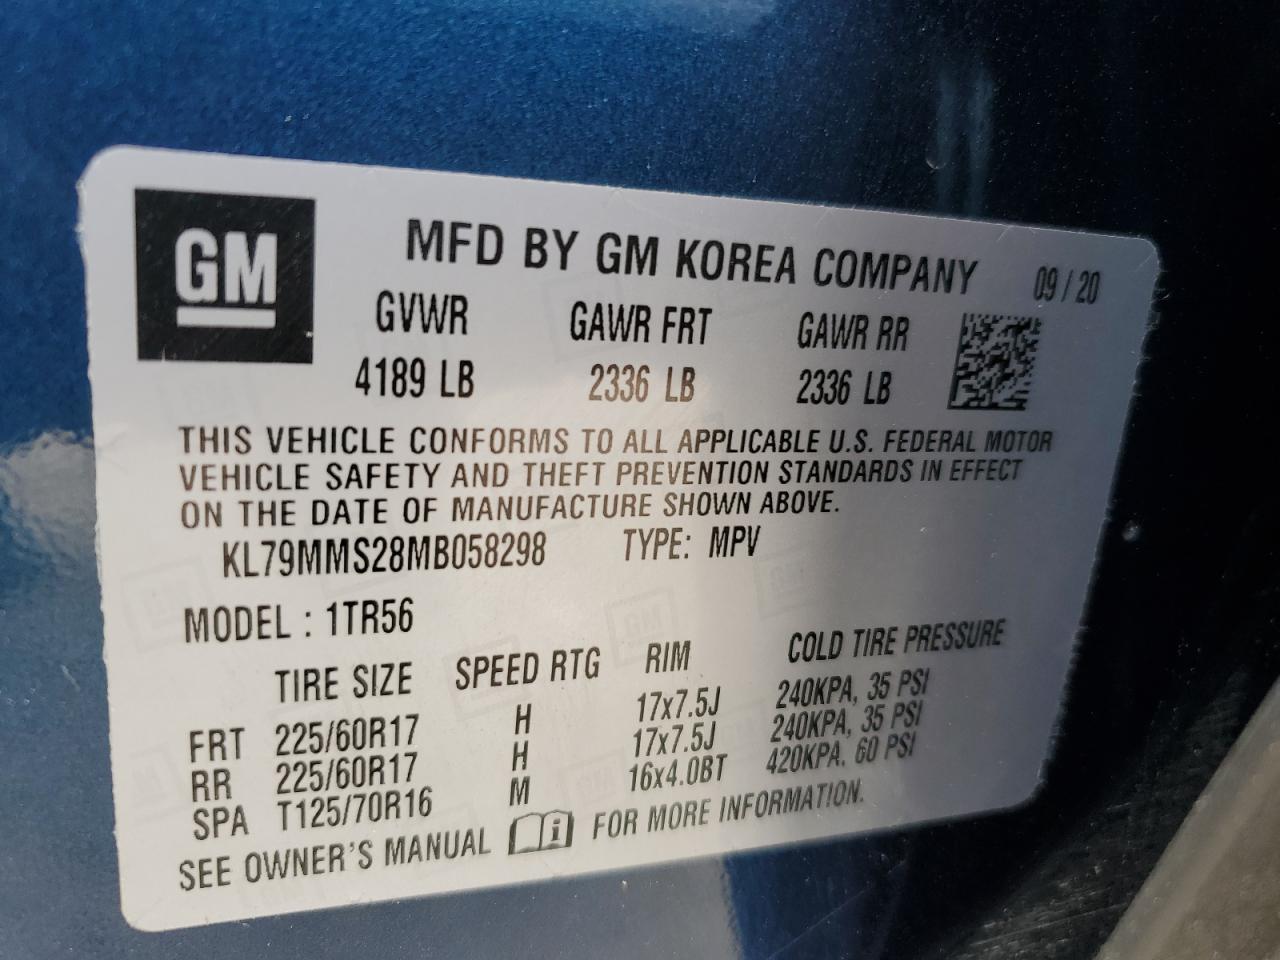 GM
MFD BY GM KOREA COMPANY 09/20
GVWR GAWR FRT GAWR RR
4189 LB 2336 LB 2336 LB
THIS VEHICLE CONFORMS TO ALL APPLICABLE U.S. FEDERAL MOTOR
VEHICLE SAFETY AND THEFT PREVENTION STANDARDS IN EFFECT
ON THE DATE OF MANUFACTURE SHOWN ABOVE.
KL79MMS28MB058298 TYPE: MPV
MODEL : 1TR56
TIRE SIZE SPEED RTG RIM COLD TIRE PRESSURE
FRT 225/60R17 H 17x7.5J 240KPA, 35 PSI
RR 225/60R17 H 17x7.5J 240KPA, 35 PSI
SPA T125/70R16 M 16x4.0BT 420KPA. 60 PSI
SEE OWNER'S MANUAL FOR MORE INFORMATION.